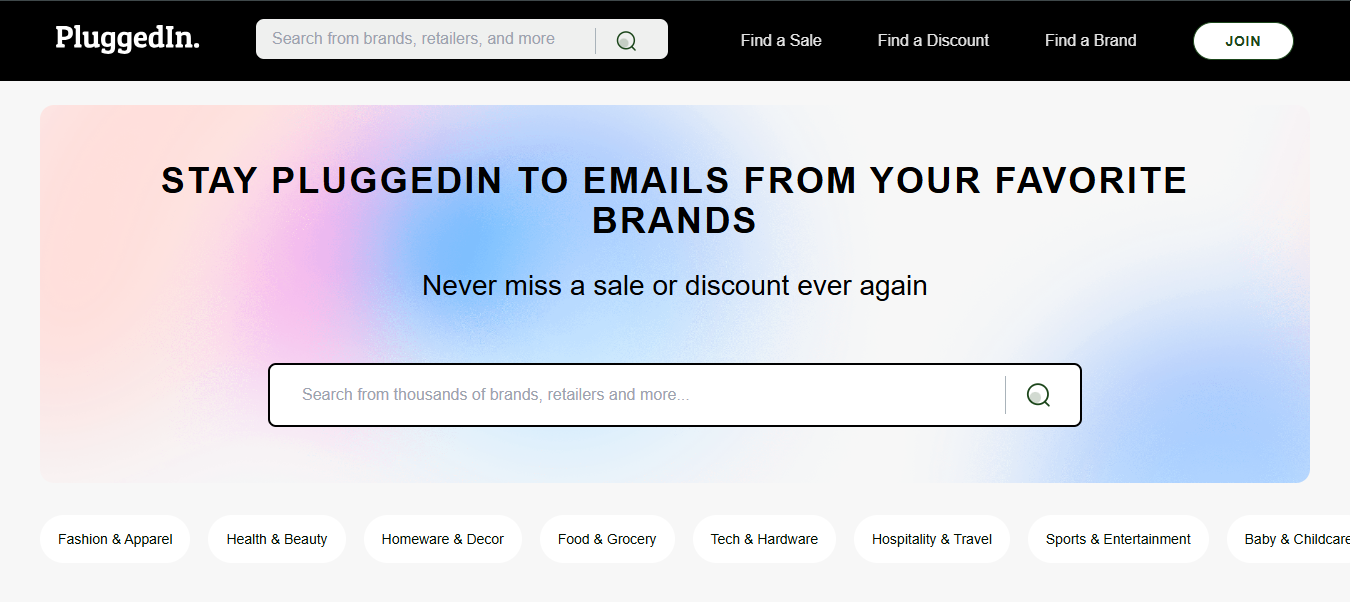 PluggedIn.
Search from brands, retailers, and more
Find a Sale
Find a Discount
Find a Brand
JOIN
STAY PLUGGEDIN TO EMAILS FROM YOUR FAVORITE
BRANDS
Never miss a sale or discount ever again
Search from thousands of brands, retailers and more...
Fashion & Apparel
Health & Beauty
Homeware & Decor
Food & Grocery
Tech & Hardware
Hospitality & Travel
Sports & Entertainment
Baby & Childcare